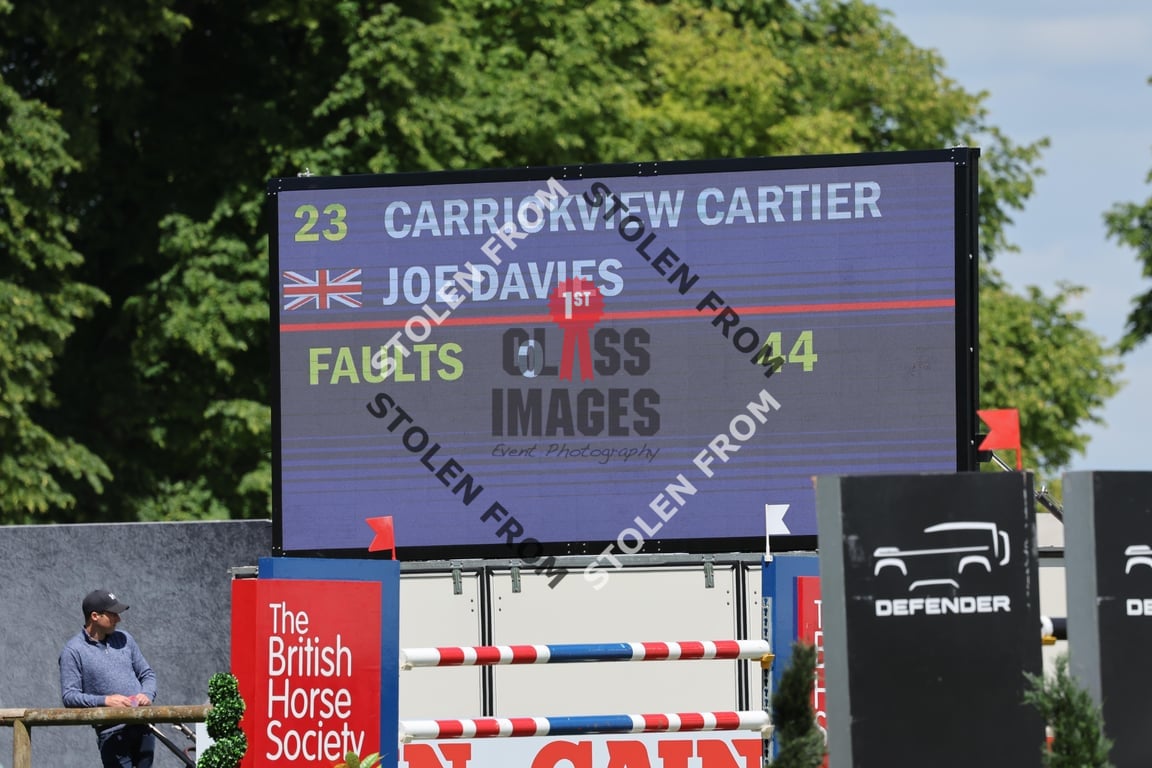 23 CARRICKVIEW CARTIER
JOE DAVIES
FAULTS 0 44
STOLEN FROM
STOLEN FROM
STOLEN FROM
STOLEN FROM
STOLEN FROM
1ST
CLASS
IMAGES
Event Photography
The
British
Horse
Society
DEFENDER
CAIN